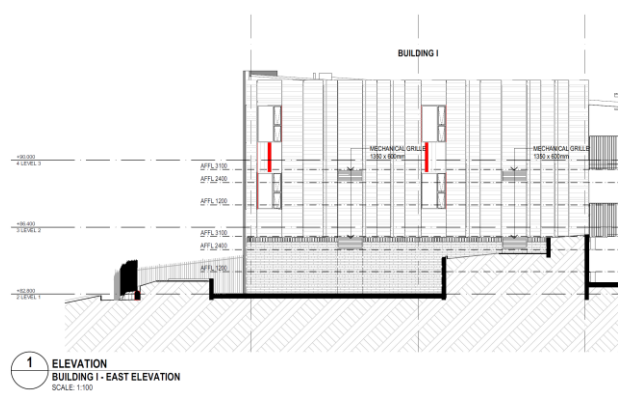 BUILDING I
MECHANICAL GRILLE
1350 x 600mm
MECHANICAL GRILLE
1350 x 600mm
+90.000
4 LEVEL 3
AFFL 3100
AFFL 2400
AFFL 1200
+86.400
3 LEVEL 2
AFFL 3100
AFFL 2400
AFFL 1200
+82.800
2 LEVEL 1
1
ELEVATION
BUILDING I - EAST ELEVATION
SCALE: 1:100